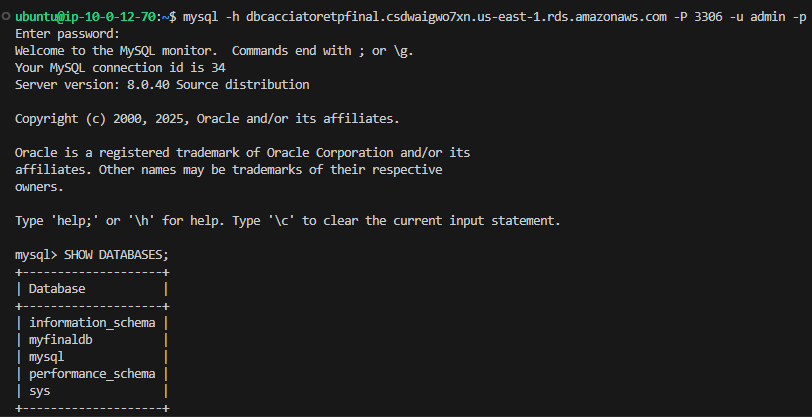 ubuntu@ip-10-0-12-70:~$ mysql -h dbcacciatoretpfinal.csdwaigwo7xn.us-east-1.rds.amazonaws.com -P 3306 -u admin -p
Enter password:
Welcome to the MySQL monitor.  Commands end with ; or \g.
Your MySQL connection id is 34
Server version: 8.0.40 Source distribution

Copyright (c) 2000, 2025, Oracle and/or its affiliates.

Oracle is a registered trademark of Oracle Corporation and/or its
affiliates. Other names may be trademarks of their respective
owners.

Type 'help;' or '\h' for help. Type '\c' to clear the current input statement.

mysql> SHOW DATABASES;
+--------------------+
| Database           |
+--------------------+
| information_schema |
| myfinaldb          |
| mysql              |
| performance_schema |
| sys                |
+--------------------+